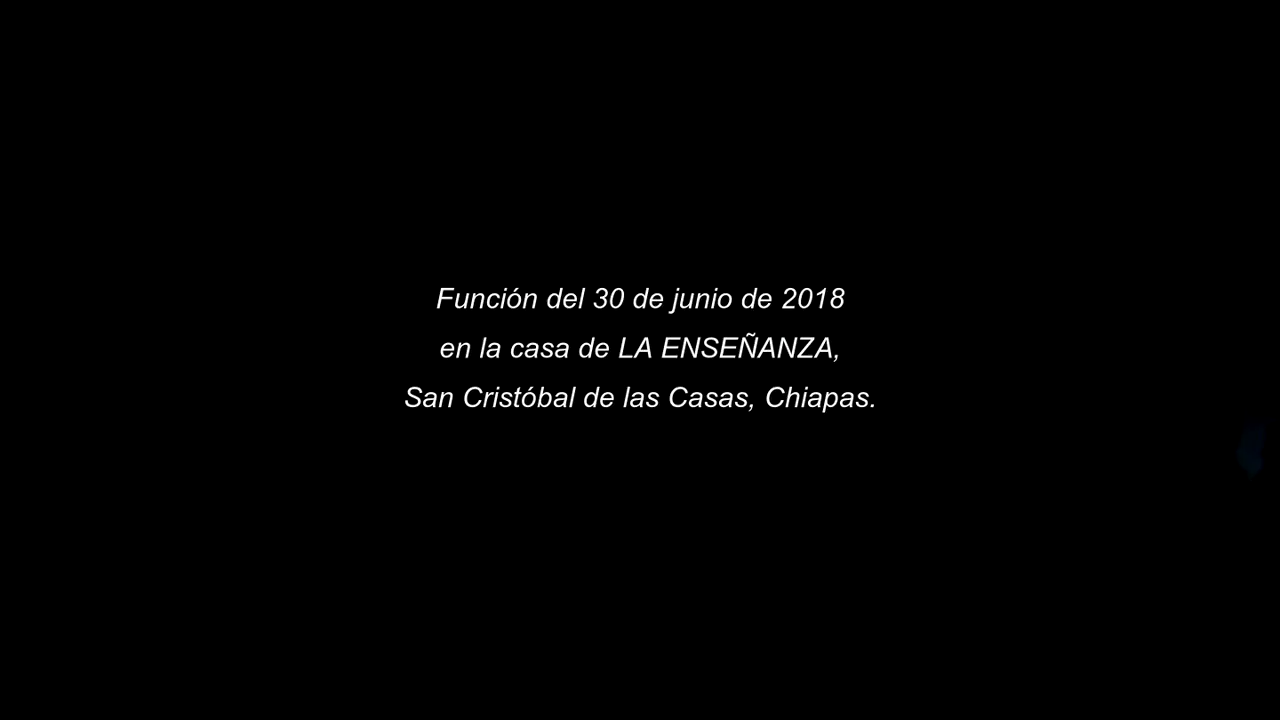 Función del 30 de junio de 2018
en la casa de LA ENSEÑANZA,
San Cristóbal de las Casas, Chiapas.